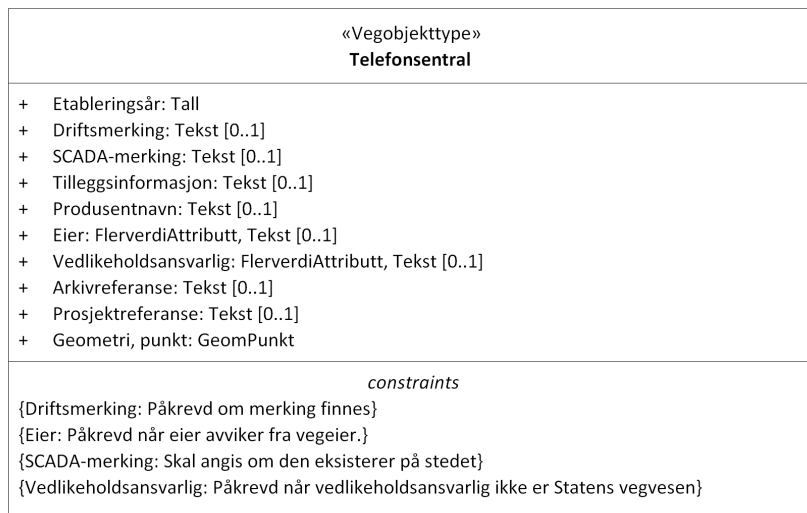 «Vegobjekttype»
Telefonsentral
+ Etableringsår: Tall
+ Driftsmerking: Tekst [0..1]
+ SCADA-merking: Tekst [0..1]
+ Tilleggsinformasjon: Tekst [0..1]
+ Produsentnavn: Tekst [0..1]
+ Eier: FlerverdiAttributt, Tekst [0..1]
+ Vedlikeholdsansvarlig: FlerverdiAttributt, Tekst [0..1]
+ Arkivreferanse: Tekst [0..1]
+ Prosjektreferanse: Tekst [0..1]
+ Geometri, punkt: GeomPunkt
constraints
{Driftsmerking: Påkrevd om merking finnes}
{Eier: Påkrevd når eier avviker fra vegeier.}
{SCADA-merking: Skal angis om den eksisterer på stedet}
{Vedlikeholdsansvarlig: Påkrevd når vedlikeholdsansvarlig ikke er Statens vegvesen}